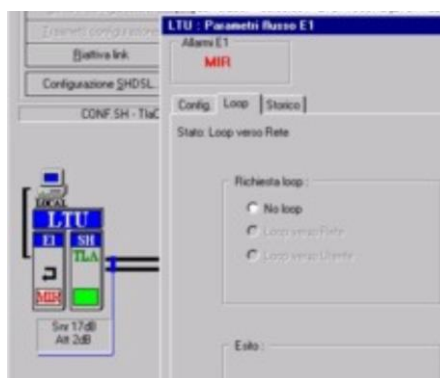 LTU : Parametri flusso E1
Allarmi E1
MIR
Riattiva link
Configurazione SHDSL..
CONF.SH - TlaC
Config.
Loop
Storico
Stato: Loop verso Rete
Richiesta loop :
No loop
Loop verso Rete
Loop verso Utente
Esito :
LOCAL
LTU
E1
SH
TLA
MIR
Snr 17dB
Att 2dB